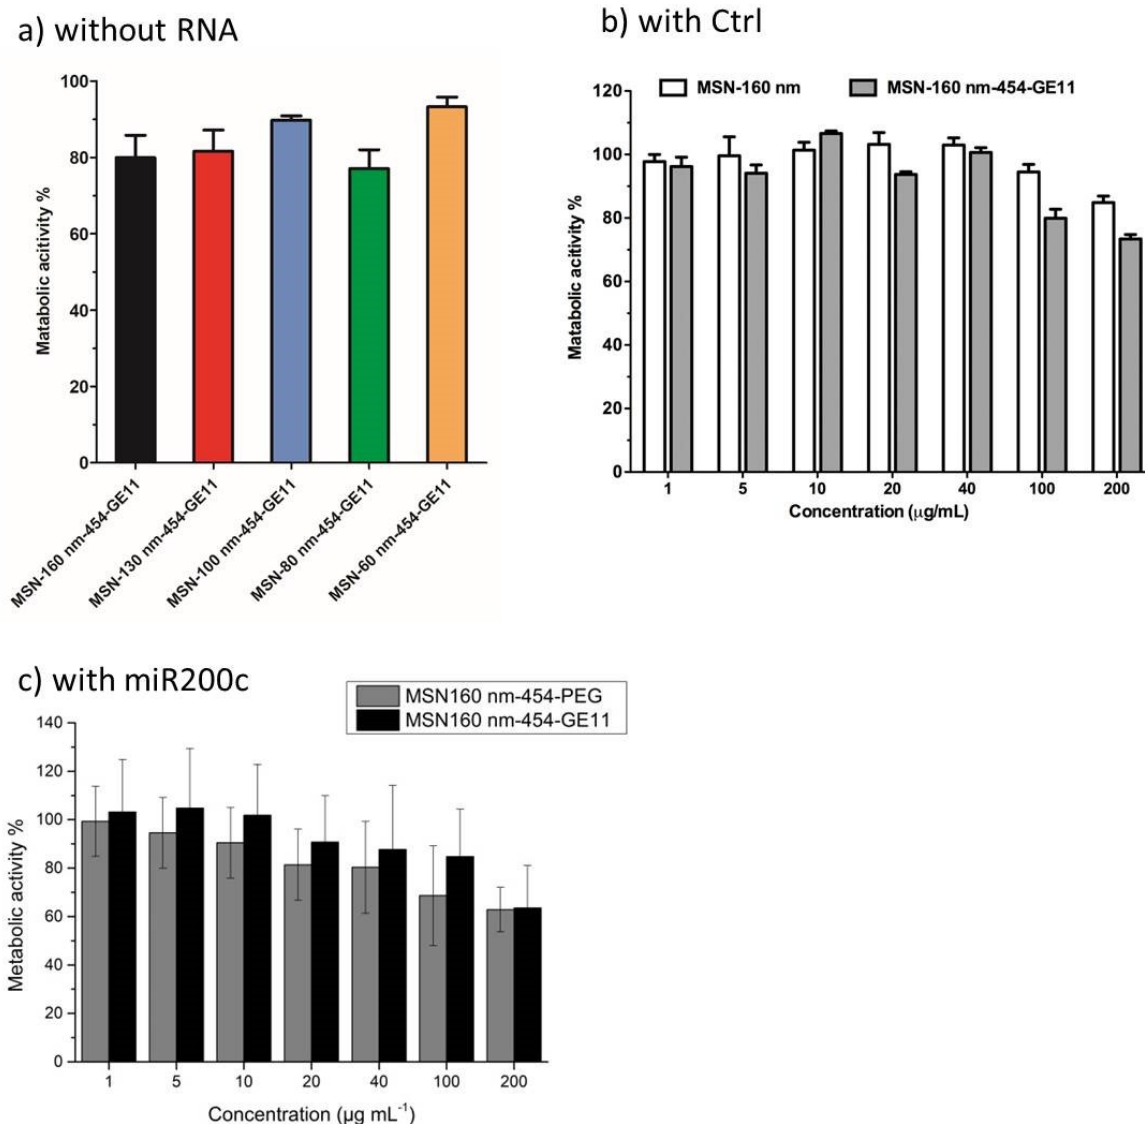 a) without RNA
100
80
60
40
20
0
Matabolic acitivity %
MSN-160 nm-454-GE11
MSN-130 nm-454-GE11
MSN-100 nm-454-GE11
MSN-80 nm-454-GE11
MSN-60 nm-454-GE11
b) with Ctrl
MSN-160 nm
MSN-160 nm-454-GE11
120
100
80
60
40
20
0
Matabolic acitivity %
1 5 10 20 40 100 200
Concentration (μg/mL)
c) with miR200c
MSN160 nm-454-PEG
MSN160 nm-454-GE11
140
120
100
80
60
40
20
0
Metabolic activity %
1 5 10 20 40 100 200
Concentration (µg mL⁻¹)